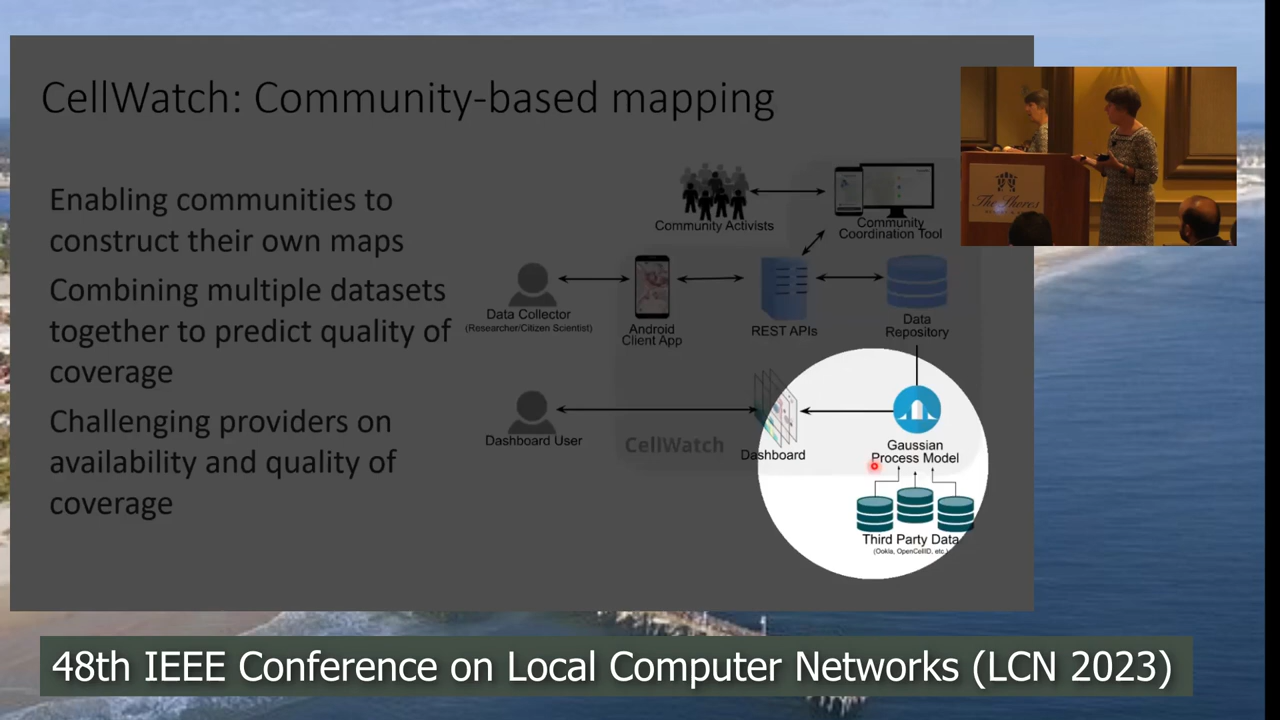 CellWatch: Community-based mapping
Enabling communities to
construct their own maps
Combining multiple datasets
together to predict quality of
coverage
Challenging providers on
availability and quality of
coverage
Community Activists
Community
Coordination Tool
Data Collector
(Researcher/Citizen Scientist)
Android
Client App
REST APIs
Data
Repository
Dashboard User
CellWatch
Dashboard
Gaussian
Process Model
Third Party Data
(Ookla, OpenCellID, etc.)
The Shores
48th IEEE Conference on Local Computer Networks (LCN 2023)